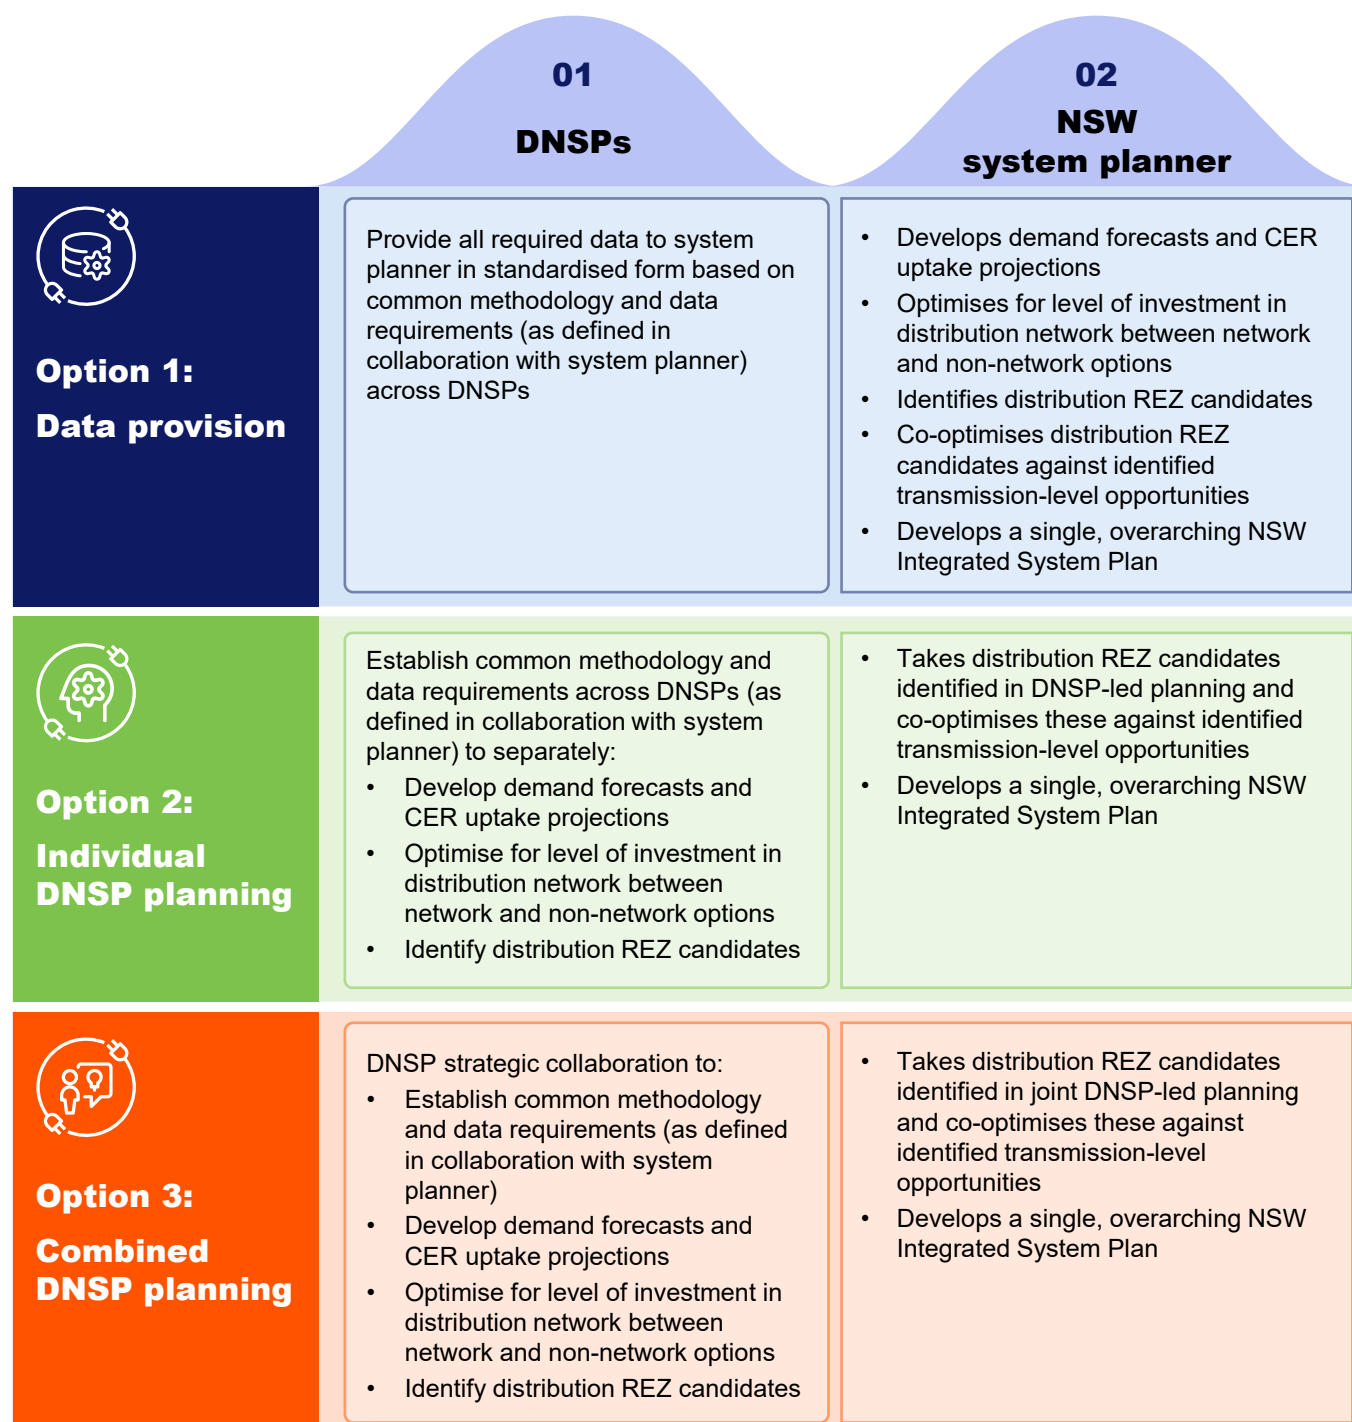 01
DNSPs
02
NSW
system planner
Option 1:
Data provision
Provide all required data to system
planner in standardised form based on
common methodology and data
requirements (as defined in
collaboration with system planner)
across DNSPs
• Develops demand forecasts and CER
uptake projections
• Optimises for level of investment in
distribution network between network
and non-network options
• Identifies distribution REZ candidates
• Co-optimises distribution REZ
candidates against identified
transmission-level opportunities
• Develops a single, overarching NSW
Integrated System Plan
Option 2:
Individual
DNSP planning
Establish common methodology and
data requirements across DNSPs (as
defined in collaboration with system
planner) to separately:
• Develop demand forecasts and
CER uptake projections
• Optimise for level of investment in
distribution network between
network and non-network options
• Identify distribution REZ candidates
• Takes distribution REZ candidates
identified in DNSP-led planning and
co-optimises these against identified
transmission-level opportunities
• Develops a single, overarching NSW
Integrated System Plan
Option 3:
Combined
DNSP planning
DNSP strategic collaboration to:
• Establish common methodology
and data requirements (as defined
in collaboration with system
planner)
• Develop demand forecasts and
CER uptake projections
• Optimise for level of investment in
distribution network between
network and non-network options
• Identify distribution REZ candidates
• Takes distribution REZ candidates
identified in joint DNSP-led planning
and co-optimises these against
identified transmission-level
opportunities
• Develops a single, overarching NSW
Integrated System Plan